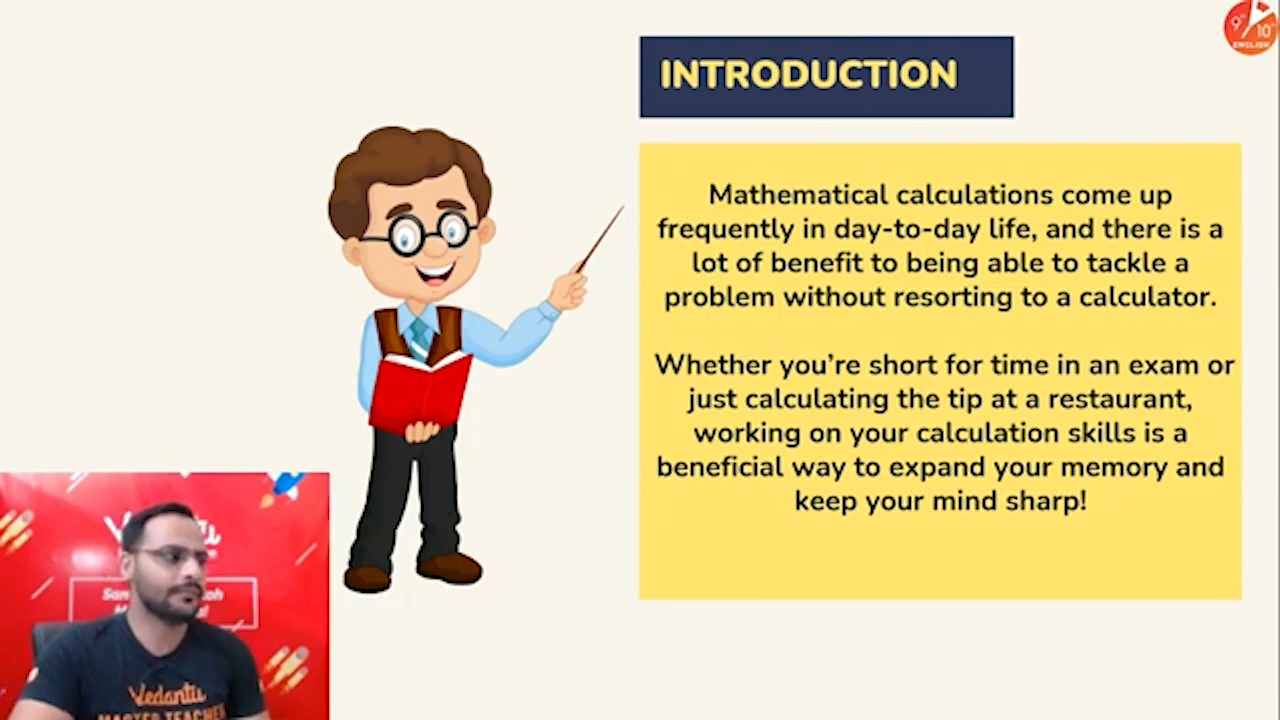 INTRODUCTION
Mathematical calculations come up
frequently in day-to-day life, and there is a
lot of benefit to being able to tackle a
problem without resorting to a calculator.
Whether you're short for time in an exam or
just calculating the tip at a restaurant,
working on your calculation skills is a
beneficial way to expand your memory and
keep your mind sharp!
9 10
ENGLISH
Vedantu
MASTER TEACHER